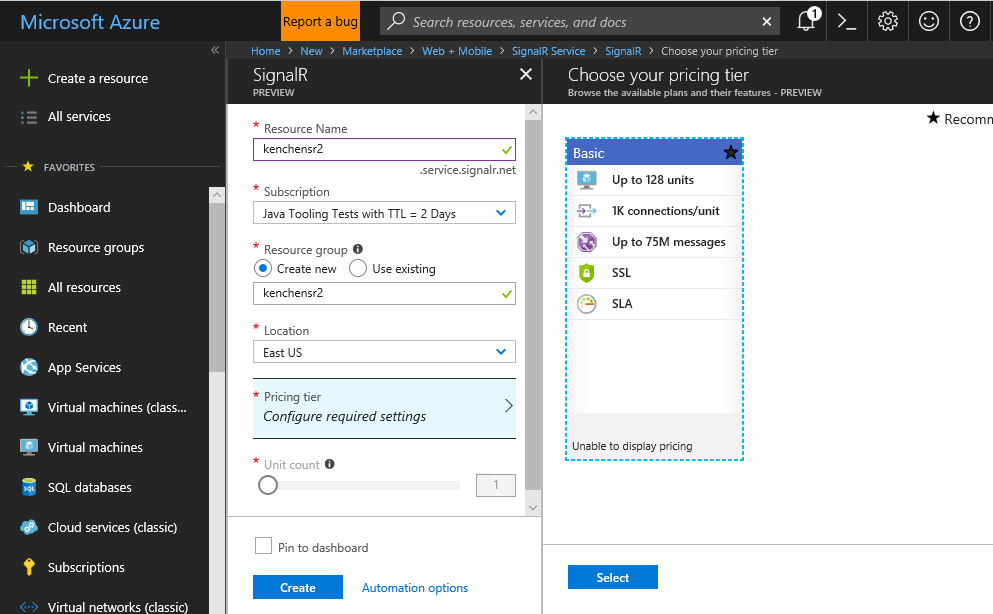 Microsoft Azure
Report a bug
Search resources, services, and docs
1
Home > New > Marketplace > Web + Mobile > SignalR Service > SignalR > Choose your pricing tier
Create a resource
All services
FAVORITES
Dashboard
Resource groups
All resources
Recent
App Services
Virtual machines (class...
Virtual machines
SQL databases
Cloud services (classic)
Subscriptions
Virtual networks (classic)
SignalR
PREVIEW
* Resource Name
kenchensr2
.service.signalr.net
* Subscription
Java Tooling Tests with TTL = 2 Days
* Resource group
Create new Use existing
kenchensr2
* Location
East US
* Pricing tier
Configure required settings
* Unit count
1
Pin to dashboard
Create Automation options
Choose your pricing tier
Browse the available plans and their features - PREVIEW
★ Recomm
Basic
Up to 128 units
1K connections/unit
Up to 75M messages
SSL
SLA
Unable to display pricing
Select